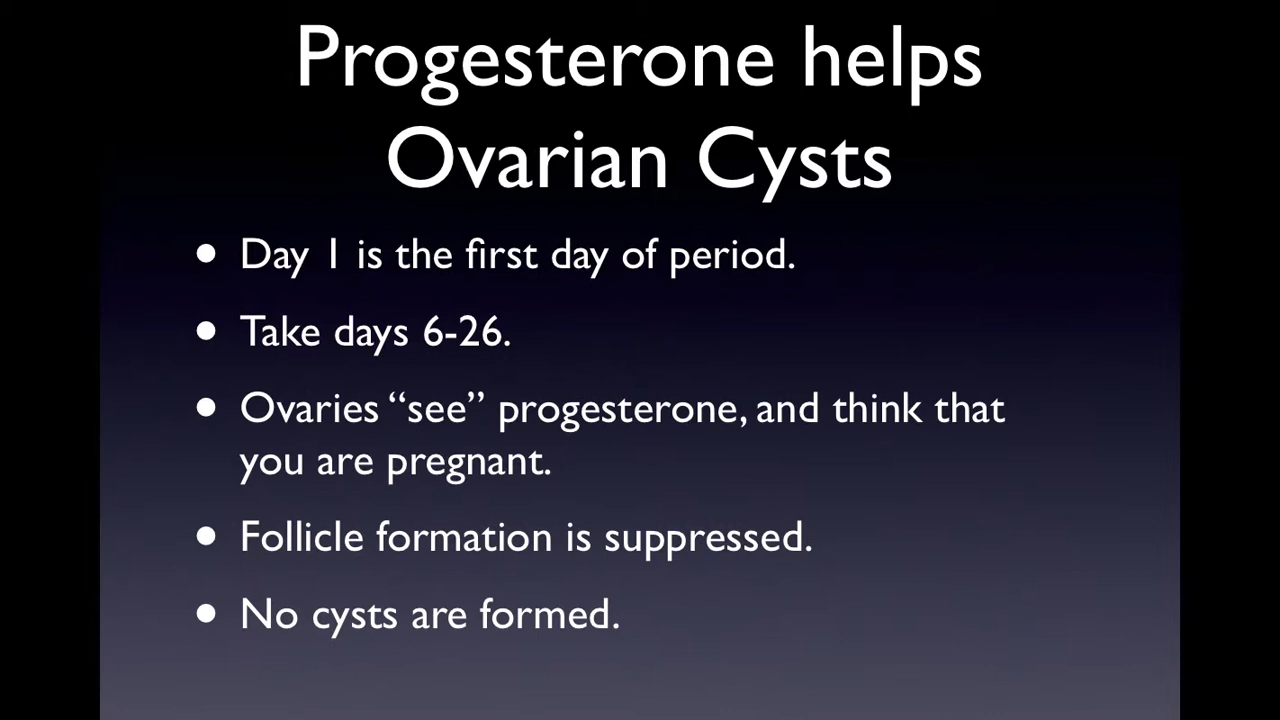 Progesterone helps
Ovarian Cysts
• Day 1 is the first day of period.
• Take days 6-26.
• Ovaries “see” progesterone, and think that
you are pregnant.
• Follicle formation is suppressed.
• No cysts are formed.